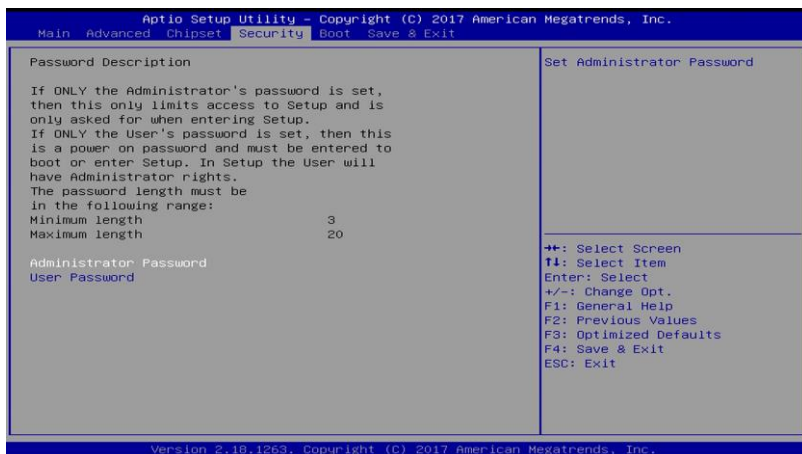 Aptio Setup Utility – Copyright (C) 2017 American Megatrends, Inc.
Main Advanced Chipset Security Boot Save & Exit
Password Description
If ONLY the Administrator's password is set,
then this only limits access to Setup and is
only asked for when entering Setup.
If ONLY the User's password is set, then this
is a power on password and must be entered to
boot or enter Setup. In Setup the User will
have Administrator rights.
The password length must be
in the following range:
Minimum length 3
Maximum length 20
Administrator Password
User Password
Set Administrator Password
→←: Select Screen
↑↓: Select Item
Enter: Select
+/-: Change Opt.
F1: General Help
F2: Previous Values
F3: Optimized Defaults
F4: Save & Exit
ESC: Exit
Version 2.18.1263. Copyright (C) 2017 American Megatrends, Inc.